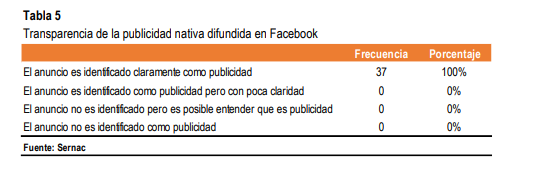 Tabla 5
Transparencia de la publicidad nativa difundida en Facebook
Frecuencia Porcentaje
El anuncio es identificado claramente como publicidad 37 100%
El anuncio es identificado como publicidad pero con poca claridad 0 0%
El anuncio no es identificado pero es posible entender que es publicidad 0 0%
El anuncio no es identificado como publicidad 0 0%
Fuente: Sernac